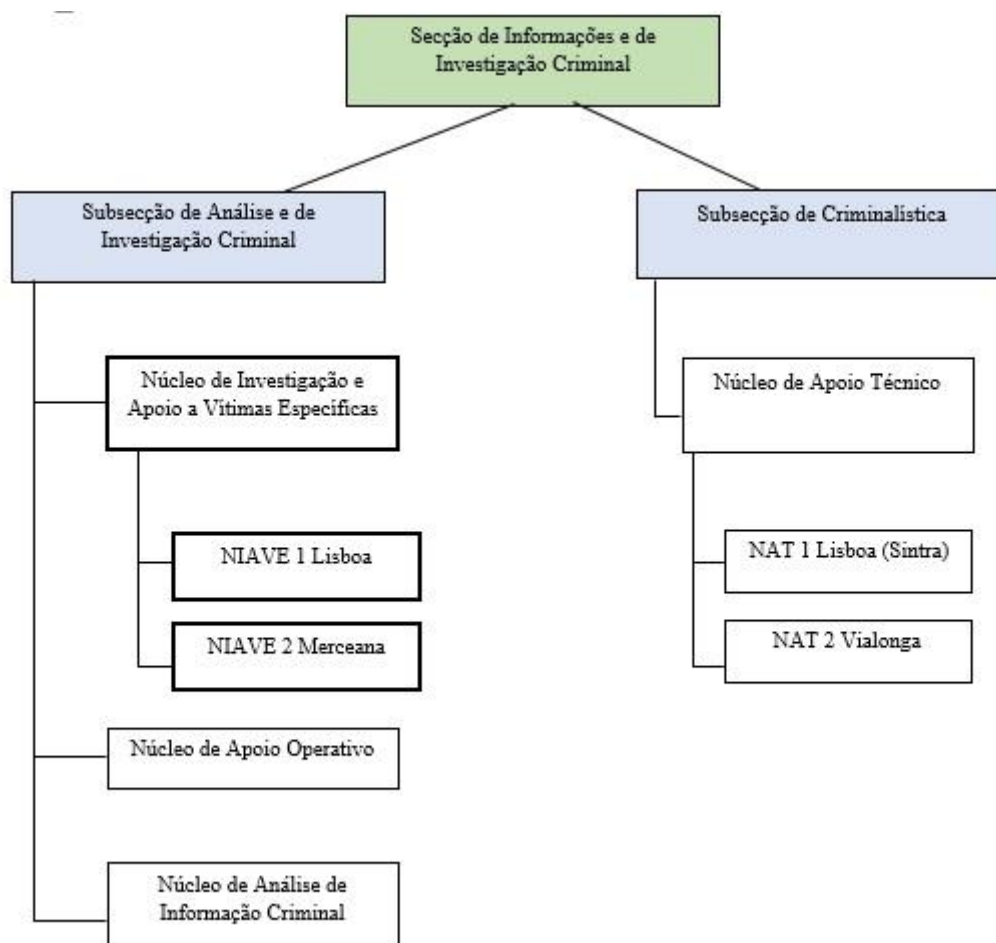 Secção de Informações e de
Investigação Criminal
Subsecção de Análise e de
Investigação Criminal
Subsecção de Criminalística
Núcleo de Investigação e
Apoio a Vítimas Específicas
Núcleo de Apoio Técnico
NIAVE 1 Lisboa
NAT 1 Lisboa (Sintra)
NIAVE 2 Merceana
NAT 2 Vialonga
Núcleo de Apoio Operativo
Núcleo de Análise de
Informação Criminal